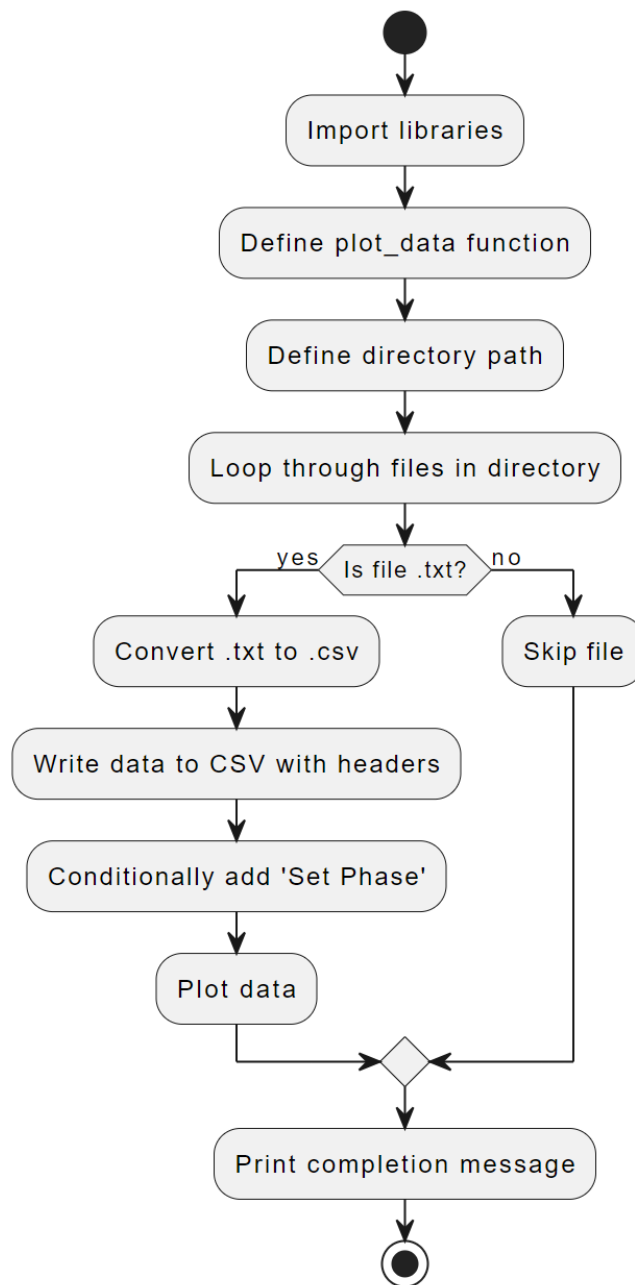 Import libraries
Define plot_data function
Define directory path
Loop through files in directory
yes
Is file .txt?
no
Convert .txt to .csv
Skip file
Write data to CSV with headers
Conditionally add 'Set Phase'
Plot data
Print completion message